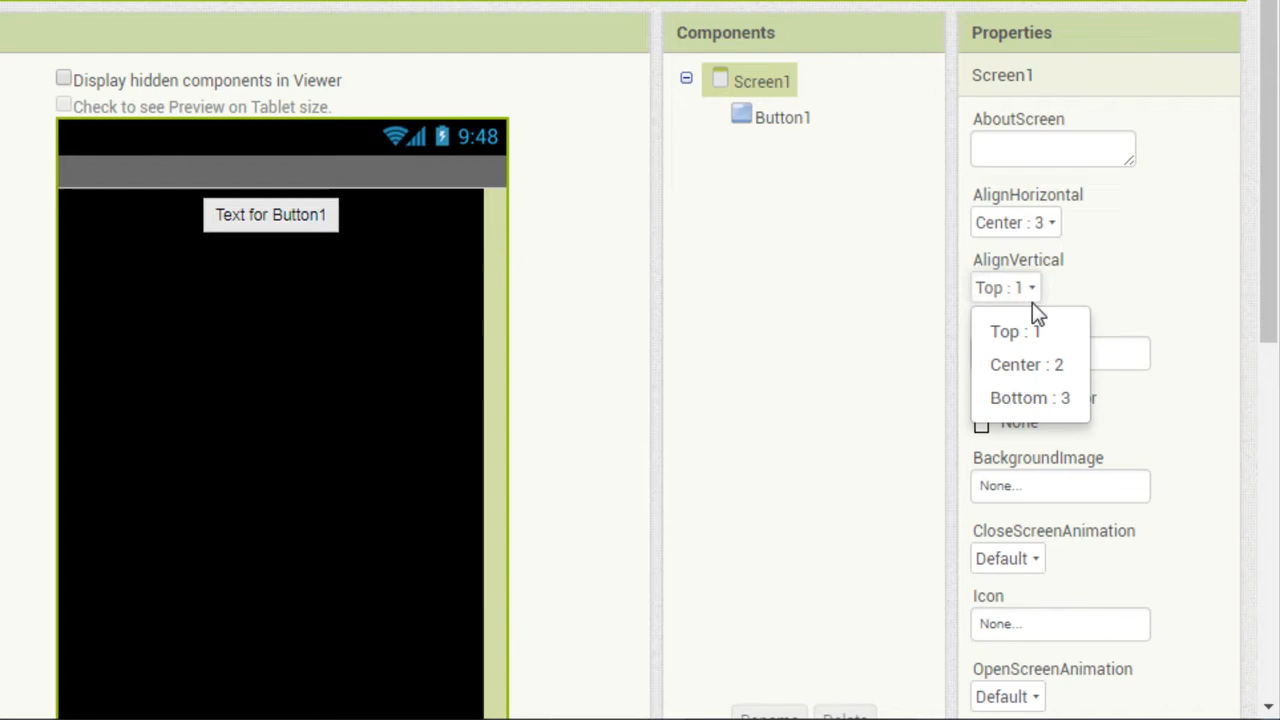 Display hidden components in Viewer
Check to see Preview on Tablet size.
9:48
Text for Button1
Components
Screen1
Button1
Properties
Screen1
AboutScreen
AlignHorizontal
Center : 3
AlignVertical
Top : 1
Top : 1
Center : 2
Bottom : 3
None
BackgroundImage
None...
CloseScreenAnimation
Default
Icon
None...
OpenScreenAnimation
Default